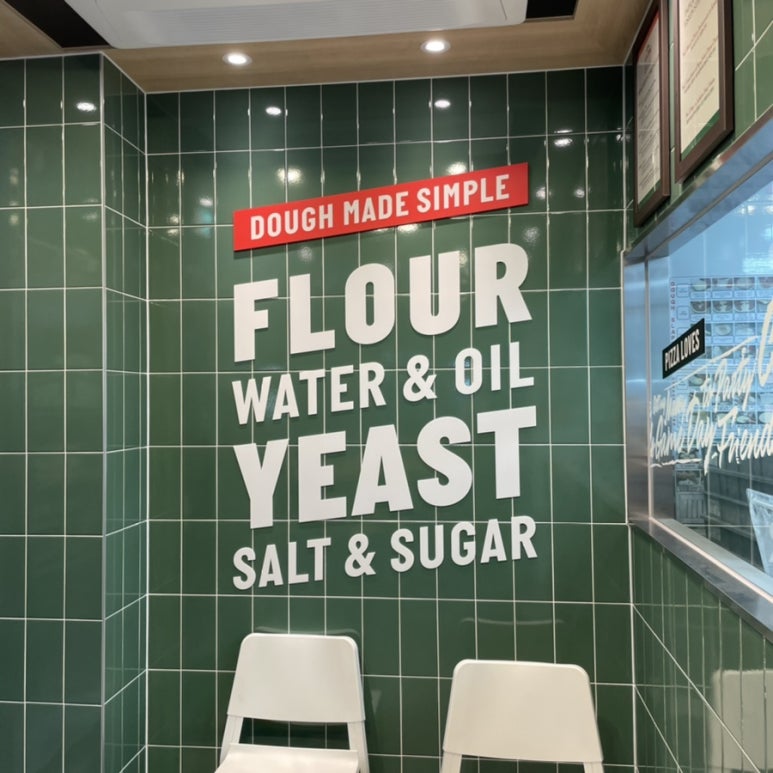 DOUGH MADE SIMPLE
FLOUR
WATER & OIL
YEAST
SALT & SUGAR
PIZZA LOVES